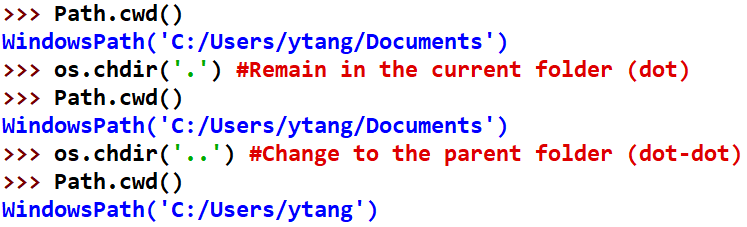 >>> Path.cwd()
WindowsPath('C:/Users/ytang/Documents')
>>> os.chdir('.') #Remain in the current folder (dot)
>>> Path.cwd()
WindowsPath('C:/Users/ytang/Documents')
>>> os.chdir('..') #Change to the parent folder (dot-dot)
>>> Path.cwd()
WindowsPath('C:/Users/ytang')